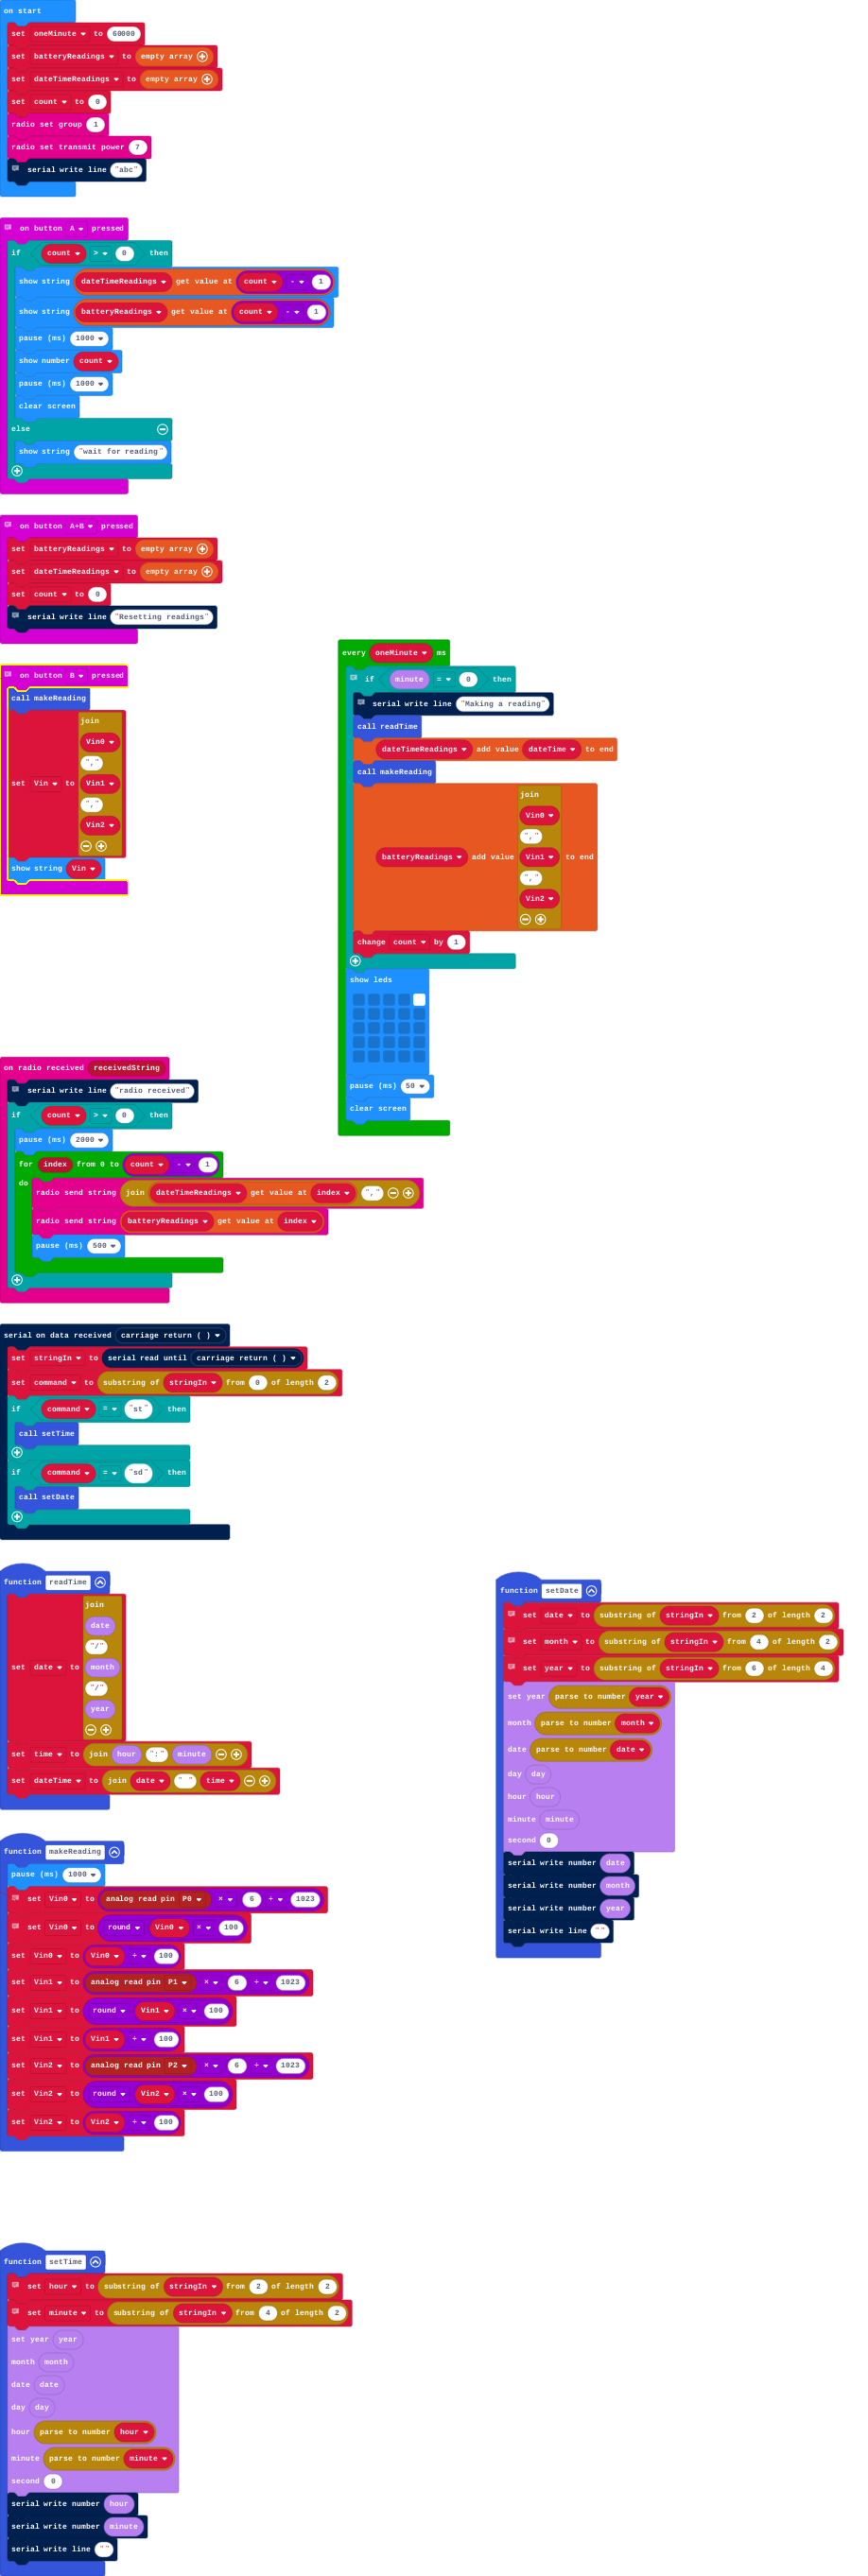 on start
set oneMinute to 60000
set batteryReadings to empty array
set dateTimeReadings to empty array
set count to 0
radio set group 1
radio set transmit power 7
serial write line "abc"
on button A pressed
if count > 0 then
show string dateTimeReadings get value at count - 1
show string batteryReadings get value at count - 1
pause (ms) 1000
show number count
pause (ms) 1000
clear screen
else
show string "wait for reading"
on button A+B pressed
set batteryReadings to empty array
set dateTimeReadings to empty array
set count to 0
serial write line "Resetting readings"
on button B pressed
call makeReading
join
Vin0
","
set Vin to Vin1
","
Vin2
show string Vin
every oneMinute ms
if minute = 0 then
serial write line "Making a reading"
call readTime
dateTimeReadings add value dateTime to end
call makeReading
join
Vin0
","
batteryReadings add value Vin1 to end
","
Vin2
change count by 1
show leds
pause (ms) 50
clear screen
on radio received receivedString
serial write line "radio received"
if count > 0 then
pause (ms) 2000
for index from 0 to count - 1
do
radio send string join dateTimeReadings get value at index ","
radio send string batteryReadings get value at index
pause (ms) 500
serial on data received carriage return ( )
set stringIn to serial read until carriage return ( )
set command to substring of stringIn from 0 of length 2
if command = "st" then
call setTime
if command = "sd" then
call setDate
function readTime
join
date
"/"
set date to month
"/"
year
set time to join hour ":" minute
set dateTime to join date " " time
function setDate
set date to substring of stringIn from 2 of length 2
set month to substring of stringIn from 4 of length 2
set year to substring of stringIn from 6 of length 4
set year parse to number year
month parse to number month
date parse to number date
day day
hour hour
minute minute
second 0
serial write number date
serial write number month
serial write number year
serial write line ""
function makeReading
pause (ms) 1000
set Vin0 to analog read pin P0 × 6 ÷ 1023
set Vin0 to round Vin0 × 100
set Vin0 to Vin0 ÷ 100
set Vin1 to analog read pin P1 × 6 ÷ 1023
set Vin1 to round Vin1 × 100
set Vin1 to Vin1 ÷ 100
set Vin2 to analog read pin P2 × 6 ÷ 1023
set Vin2 to round Vin2 × 100
set Vin2 to Vin2 ÷ 100
function setTime
set hour to substring of stringIn from 2 of length 2
set minute to substring of stringIn from 4 of length 2
set year year
month month
date date
day day
hour parse to number hour
minute parse to number minute
second 0
serial write number hour
serial write number minute
serial write line ""